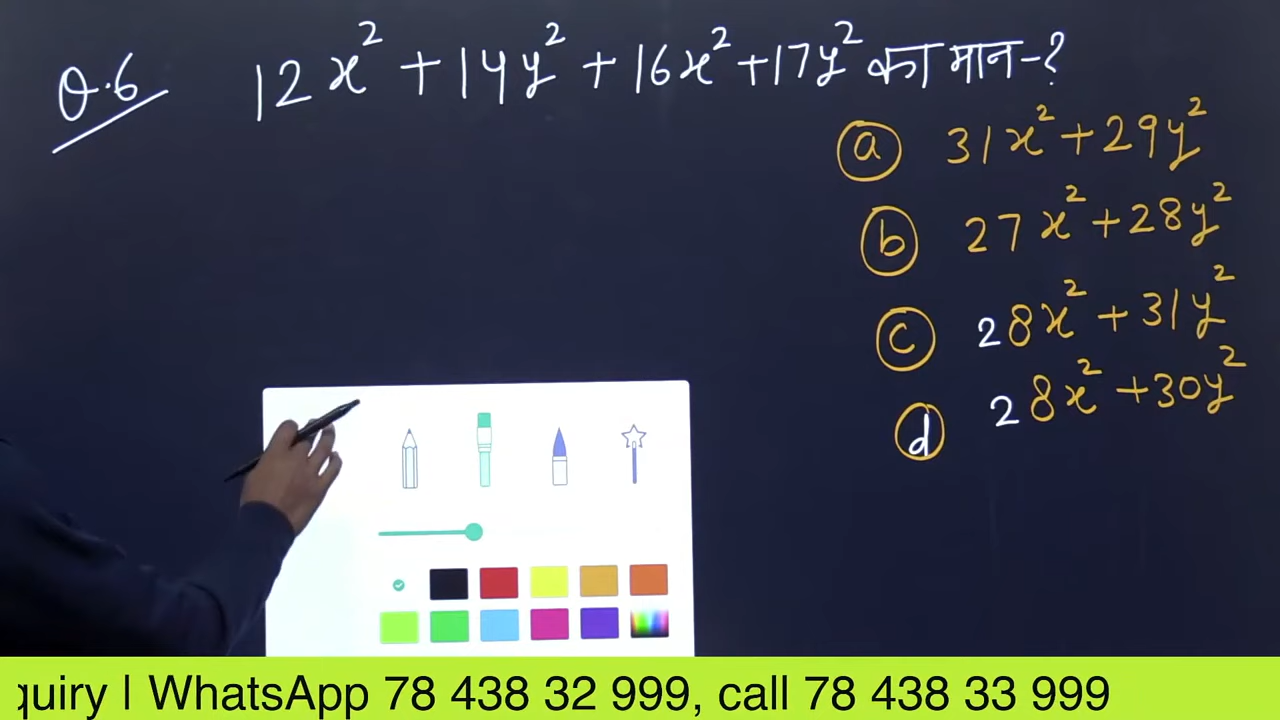 Q.6 12x² + 14y² + 16x² + 17y² का मान-?
ⓐ 31x² + 29y²
ⓑ 27x² + 28y²
ⓒ 28x² + 31y²
ⓓ 28x² + 30y²
quiry | WhatsApp 78 438 32 999, call 78 438 33 999